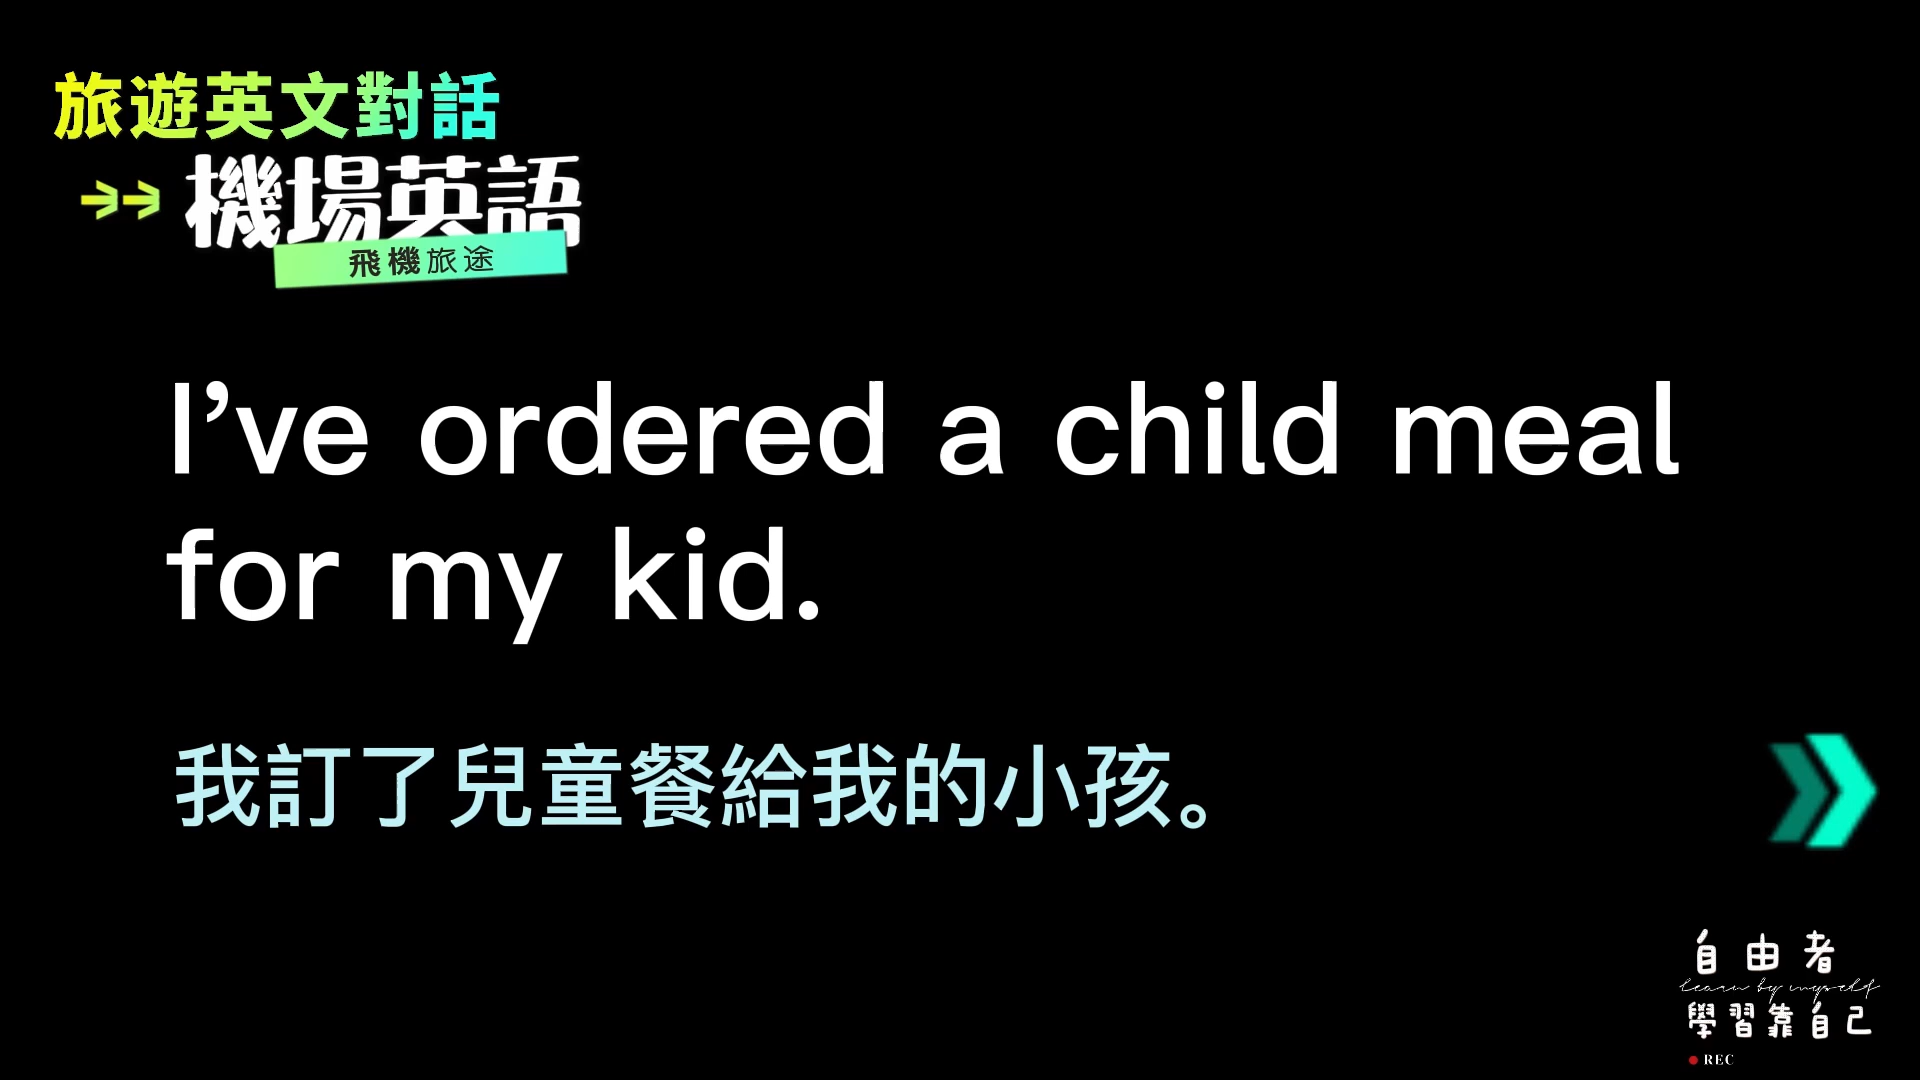 旅遊英文對話
機場英語
飛機旅途
I’ve ordered a child meal
for my kid.
我訂了兒童餐給我的小孩。
自由者
learn by myself
學習靠自己
REC